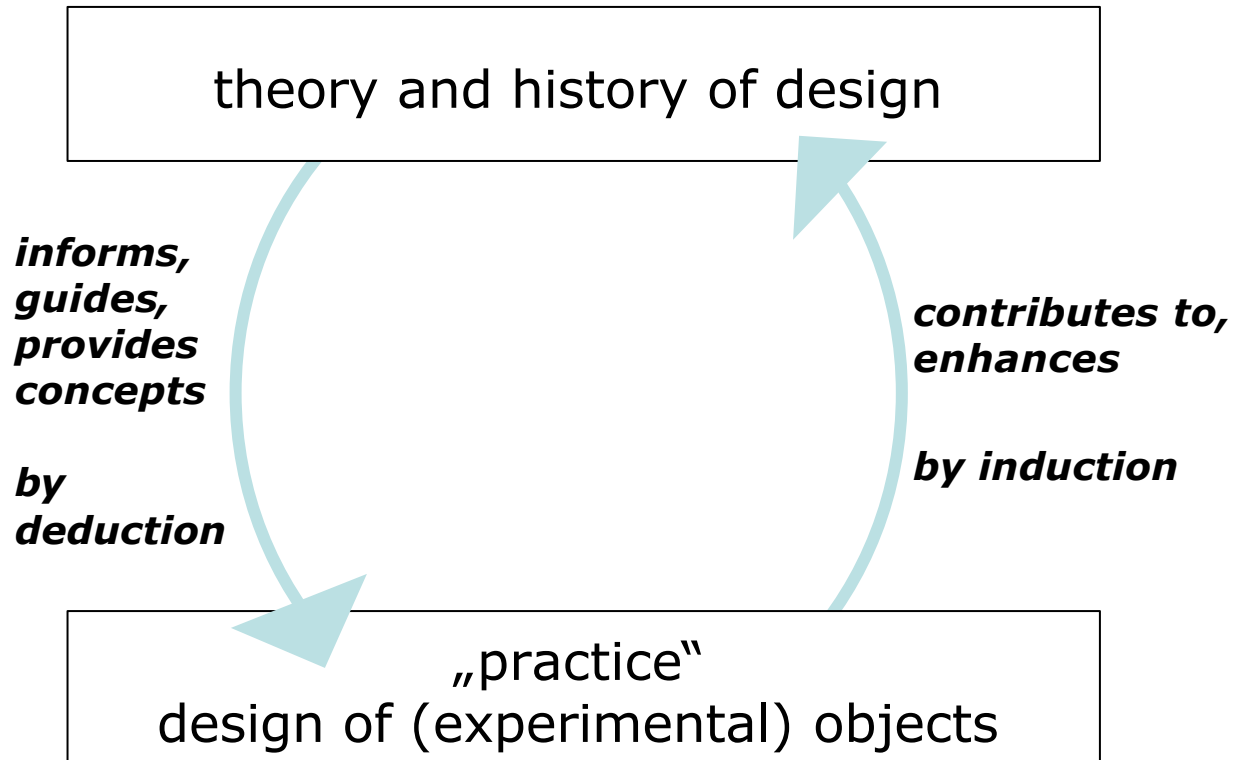 theory and history of design
informs,
guides,
provides
concepts
by
deduction
contributes to,
enhances
by induction
„practice“
design of (experimental) objects